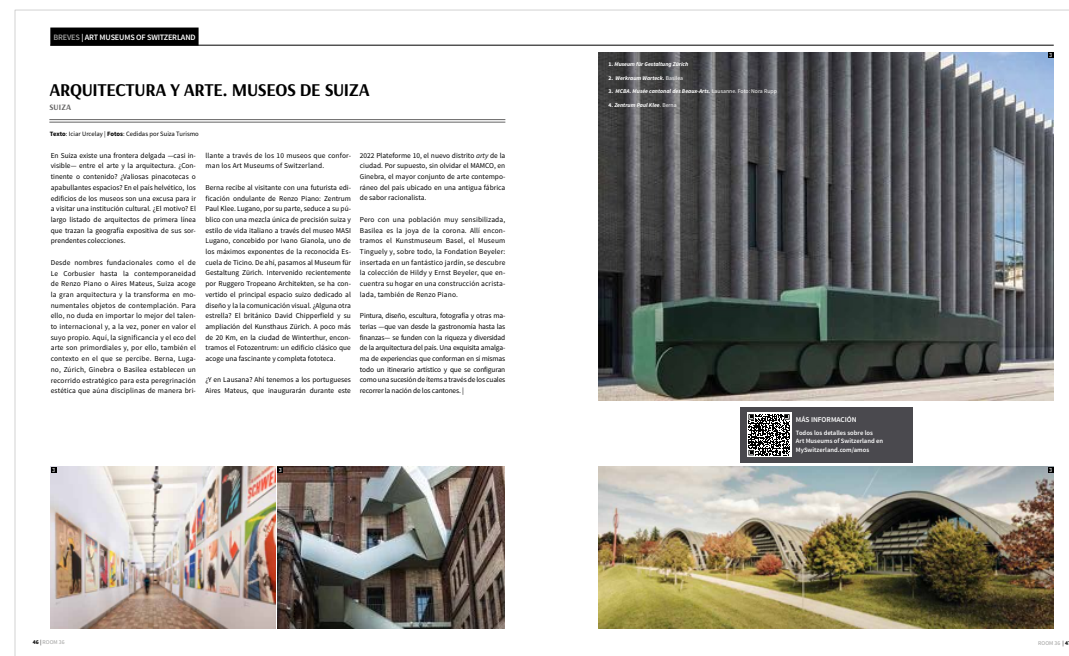 BREVES | ART MUSEUMS OF SWITZERLAND
ARQUITECTURA Y ARTE. MUSEOS DE SUIZA
SUIZA
Texto: Iciar Urcelay | Fotos: Cedidas por Suiza Turismo
En Suiza existe una frontera delgada —casi in-
visible— entre el arte y la arquitectura. ¿Con-
tinente o contenido? ¿Valiosas pinacotecas o
apabullantes espacios? En el país helvético, los
edificios de los museos son una excusa para ir
a visitar una institución cultural. ¿El motivo? El
largo listado de arquitectos de primera línea
que trazan la geografía expositiva de sus sor-
prendentes colecciones.
Desde nombres fundacionales como el de
Le Corbusier hasta la contemporaneidad
de Renzo Piano o Aires Mateus, Suiza acoge
la gran arquitectura y la transforma en mo-
numentales objetos de contemplación. Para
ello, no duda en importar lo mejor del talen-
to internacional y, a la vez, poner en valor el
suyo propio. Aquí, la significancia y el eco del
arte son primordiales y, por ello, también el
contexto en el que se percibe. Berna, Luga-
no, Zúrich, Ginebra o Basilea establecen un
recorrido estratégico para esta peregrinación
estética que aúna disciplinas de manera bri-
llante a través de los 10 museos que confor-
man los Art Museums of Switzerland.
Berna recibe al visitante con una futurista edi-
ficación ondulante de Renzo Piano: Zentrum
Paul Klee. Lugano, por su parte, seduce a su pú-
blico con una mezcla única de precisión suiza y
estilo de vida italiano a través del museo MASI
Lugano, concebido por Ivano Gianola, uno de
los máximos exponentes de la reconocida Es-
cuela de Ticino. De ahí, pasamos al Museum für
Gestaltung Zürich. Intervenido recientemente
por Ruggero Tropeano Architekten, se ha con-
vertido el principal espacio suizo dedicado al
diseño y la comunicación visual. ¿Alguna otra
estrella? El británico David Chipperfield y su
ampliación del Kunsthaus Zürich. A poco más
de 20 Km, en la ciudad de Winterthur, encon-
tramos el Fotozentrum: un edificio clásico que
acoge una fascinante y completa fototeca.
¿Y en Lausana? Ahí tenemos a los portugueses
Aires Mateus, que inaugurarán durante este
2022 Plateforme 10, el nuevo distrito arty de la
ciudad. Por supuesto, sin olvidar el MAMCO, en
Ginebra, el mayor conjunto de arte contempo-
ráneo del país ubicado en una antigua fábrica
de sabor racionalista.
Pero con una población muy sensibilizada,
Basilea es la joya de la corona. Allí encon-
tramos el Kunstmuseum Basel, el Museum
Tinguely y, sobre todo, la Fondation Beyeler:
insertada en un fantástico jardín, se descubre
la colección de Hildy y Ernst Beyeler, que en-
cuentra su hogar en una construcción acrista-
lada, también de Renzo Piano.
Pintura, diseño, escultura, fotografía y otras ma-
terias —que van desde la gastronomía hasta las
finanzas— se funden con la riqueza y diversidad
de la arquitectura del país. Una exquisita amalga-
ma de experiencias que conforman en sí mismas
todo un itinerario artístico y que se configuran
como una sucesión de ítems a través de los cuales
recorrer la nación de los cantones. |
1. Museum für Gestaltung Zürich
2. Werkraum Warteck. Basilea
3. MCBA. Musée cantonal des Beaux-Arts. Lausanne. Foto: Nora Rupp
4. Zentrum Paul Klee. Berna
MÁS INFORMACIÓN
Todos los detalles sobre los
Art Museums of Switzerland en
MySwitzerland.com/amos
SCHWEI
46 | ROOM 36
ROOM 36 |